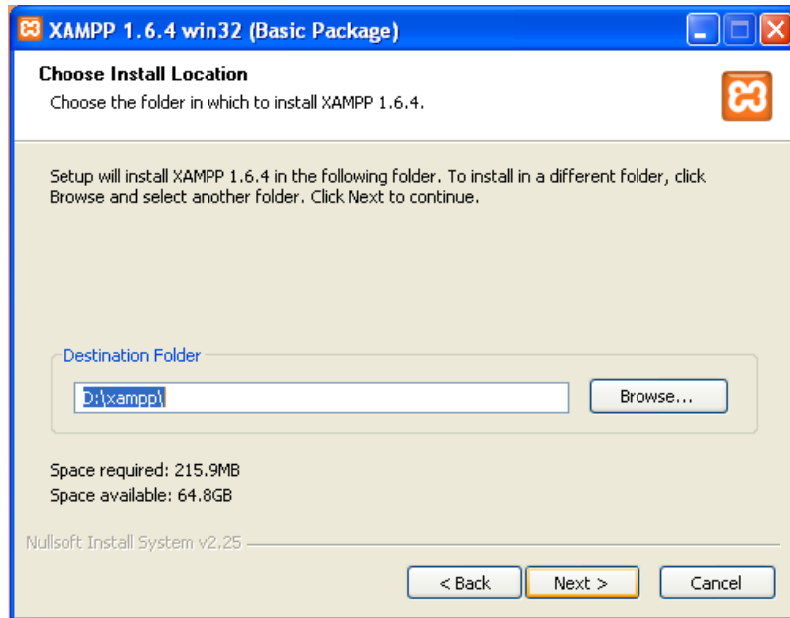 XAMPP 1.6.4 win32 (Basic Package)
Choose Install Location
Choose the folder in which to install XAMPP 1.6.4.
Setup will install XAMPP 1.6.4 in the following folder. To install in a different folder, click
Browse and select another folder. Click Next to continue.
Destination Folder
D:\xampp\
Browse...
Space required: 215.9MB
Space available: 64.8GB
Nullsoft Install System v2.25
< Back
Next >
Cancel